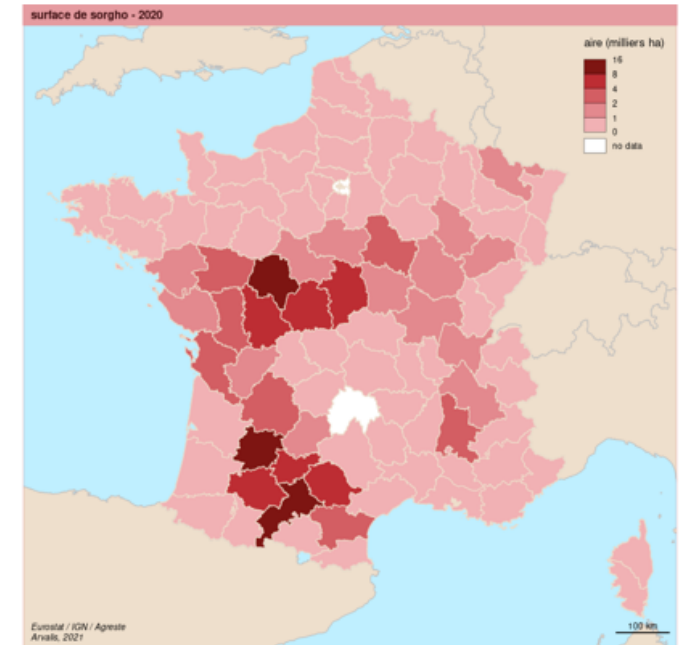 surface de sorgho - 2020
aire (milliers ha)
16
8
4
2
1
0
no data
Eurostat / IGN / Agreste
Arvalis, 2021
100 km